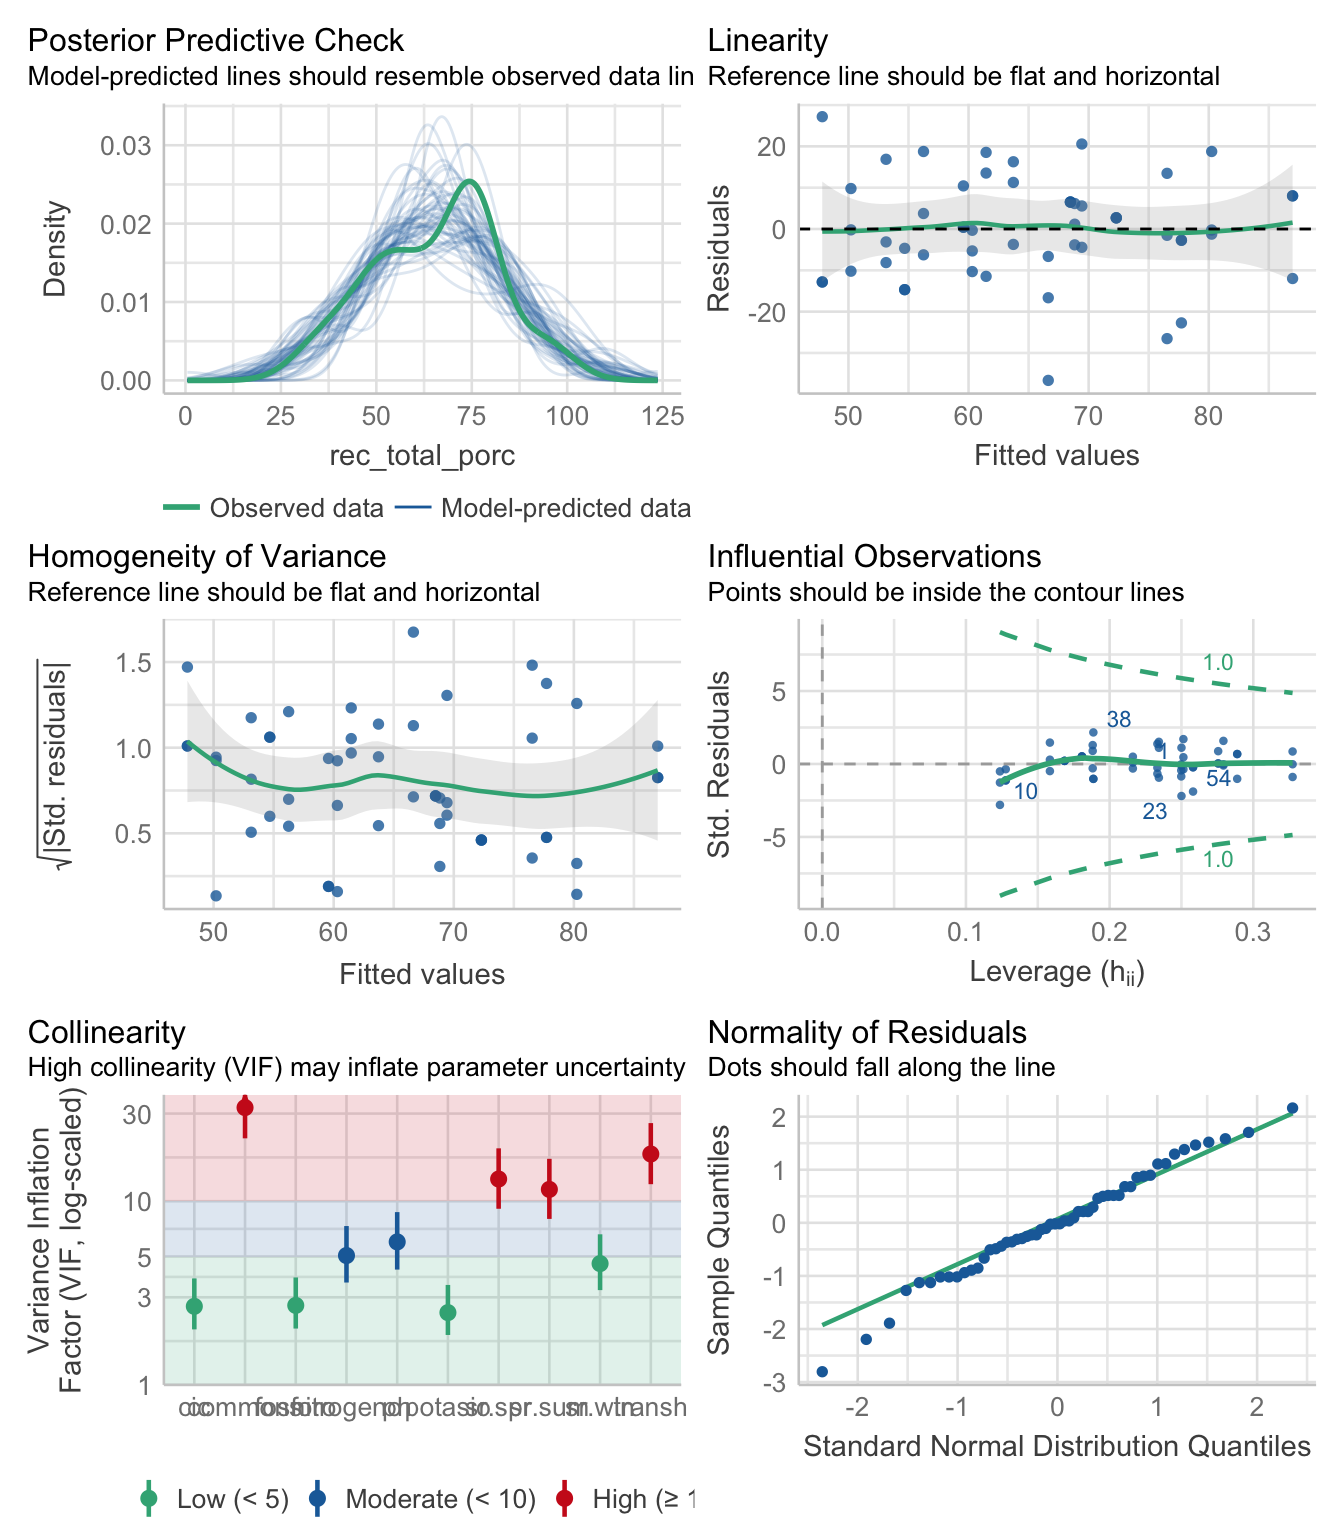 Posterior Predictive Check
Model-predicted lines should resemble observed data lin
Density
0.03
0.02
0.01
0.00
0 25 50 75 100 125
rec_total_porc
Observed data Model-predicted data
Linearity
Reference line should be flat and horizontal
Residuals
20
0
-20
50 60 70 80
Fitted values
Homogeneity of Variance
Reference line should be flat and horizontal
√|Std. residuals|
1.5
1.0
0.5
50 60 70 80
Fitted values
Influential Observations
Points should be inside the contour lines
Std. Residuals
5
0
-5
1.0
38
1
10
54
23
1.0
0.0 0.1 0.2 0.3
Leverage (hii)
Collinearity
High collinearity (VIF) may inflate parameter uncertainty
Variance Inflation
Factor (VIF, log-scaled)
30
10
5
3
1
Low (< 5) Moderate (< 10) High (≥ 1
Normality of Residuals
Dots should fall along the line
Sample Quantiles
2
1
0
-1
-2
-3
-2 -1 0 1 2
Standard Normal Distribution Quantiles